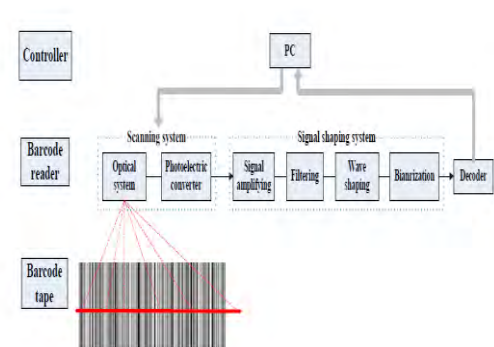 Controller
PC
Scanning system
Signal shaping system
Barcode
reader
Optical
system
Photoelectric
converter
Signal
amplifying
Filtering
Wave
shaping
Bianrization
Decoder
Barcode
tape